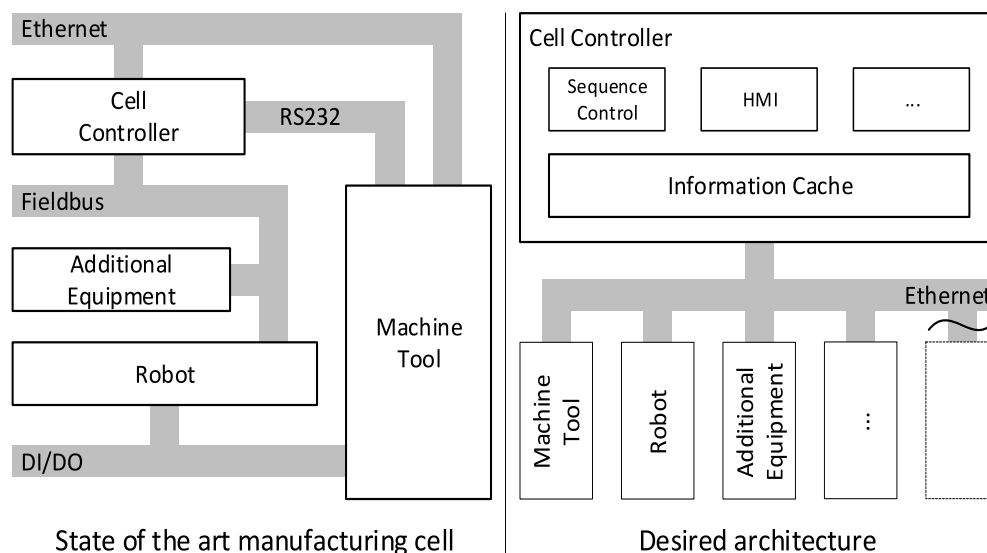 Ethernet
Cell
Controller
RS232
Fieldbus
Additional
Equipment
Robot
Machine
Tool
DI/DO
State of the art manufacturing cell
Cell Controller
Sequence
Control
HMI
...
Information Cache
Ethernet
Machine
Tool
Robot
Additional
Equipment
...
Desired architecture